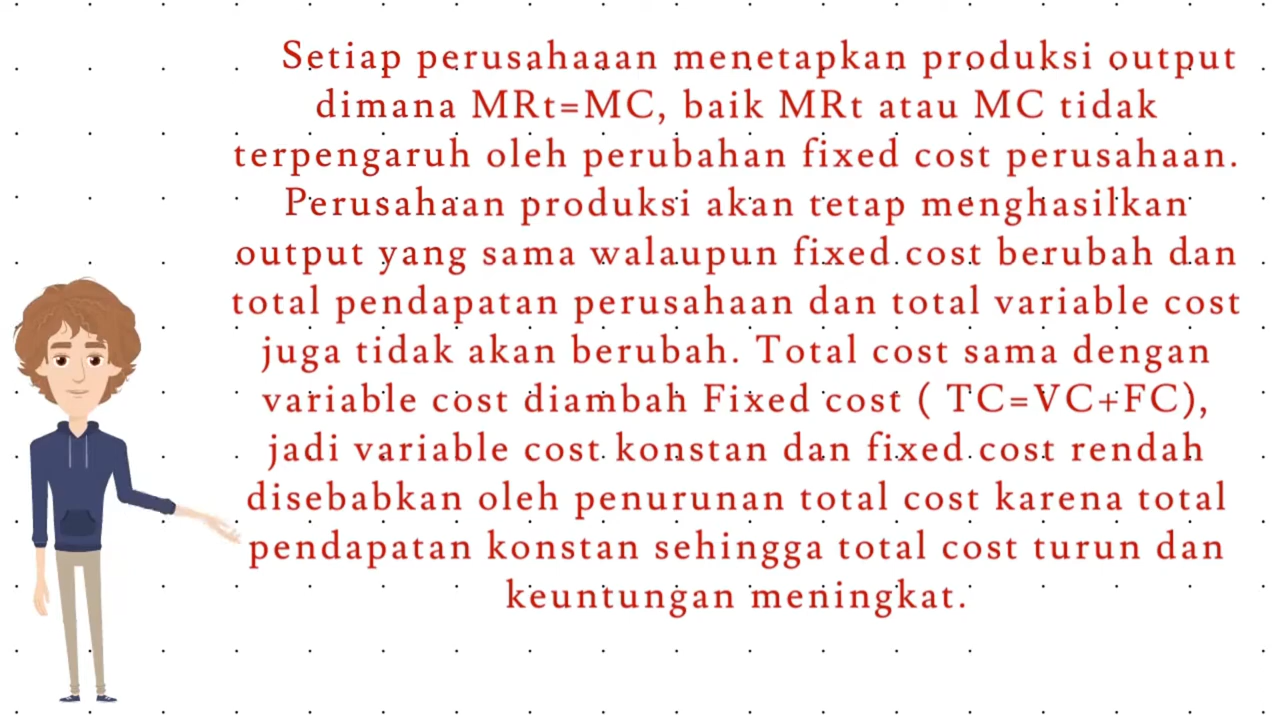 Setiap perusahaaan menetapkan produksi output
dimana MRt=MC, baik MRt atau MC tidak
terpengaruh oleh perubahan fixed cost perusahaan.
Perusahaan produksi akan tetap menghasilkan
output yang sama walaupun fixed cost berubah dan
total pendapatan perusahaan dan total variable cost
juga tidak akan berubah. Total cost sama dengan
variable cost diambah Fixed cost ( TC=VC+FC),
jadi variable cost konstan dan fixed cost rendah
disebabkan oleh penurunan total cost karena total
pendapatan konstan sehingga total cost turun dan
keuntungan meningkat.